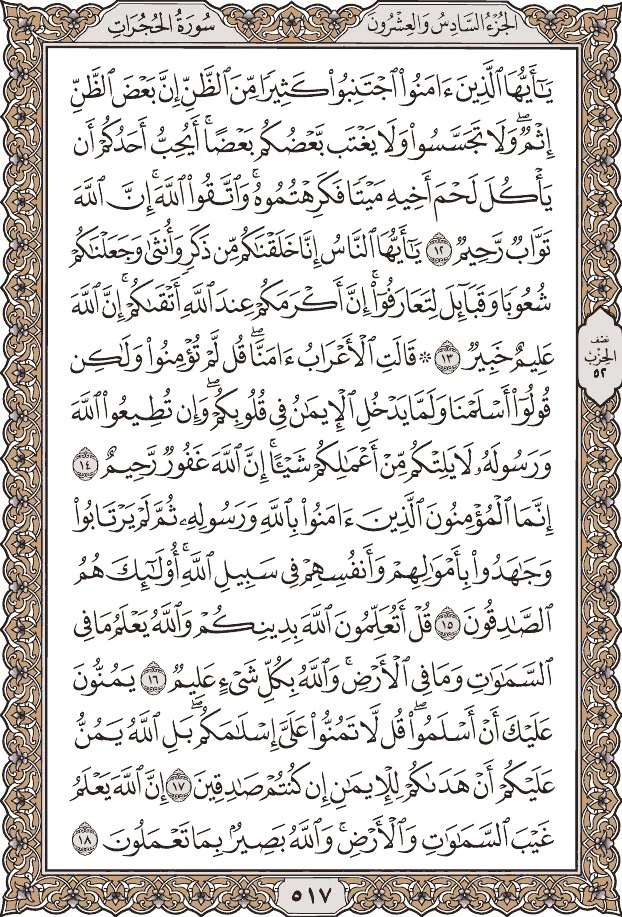 سُورَةُ الحُجُرَاتِ
الجُزْءُ السَّادِسُ وَالعِشْرُونَ
يَٰٓأَيُّهَا ٱلَّذِينَ ءَامَنُوا۟ ٱجْتَنِبُوا۟ كَثِيرًا مِّنَ ٱلظَّنِّ إِنَّ بَعْضَ ٱلظَّنِّ
إِثْمٌ ۖ وَلَا تَجَسَّسُوا۟ وَلَا يَغْتَب بَّعْضُكُم بَعْضًا ۚ أَيُحِبُّ أَحَدُكُمْ أَن
يَأْكُلَ لَحْمَ أَخِيهِ مَيْتًا فَكَرِهْتُمُوهُ ۚ وَٱتَّقُوا۟ ٱللَّهَ ۚ إِنَّ ٱللَّهَ
تَوَّابٌ رَّحِيمٌ ١٢ يَٰٓأَيُّهَا ٱلنَّاسُ إِنَّا خَلَقْنَٰكُم مِّن ذَكَرٍ وَأُنثَىٰ وَجَعَلْنَٰكُمْ
شُعُوبًا وَقَبَآئِلَ لِتَعَارَفُوٓا۟ ۚ إِنَّ أَكْرَمَكُمْ عِندَ ٱللَّهِ أَتْقَىٰكُمْ ۚ إِنَّ ٱللَّهَ
عَلِيمٌ خَبِيرٌ ١٣ ۞ قَالَتِ ٱلْأَعْرَابُ ءَامَنَّا ۖ قُل لَّمْ تُؤْمِنُوا۟ وَلَٰكِن
قُولُوٓا۟ أَسْلَمْنَا وَلَمَّا يَدْخُلِ ٱلْإِيمَٰنُ فِى قُلُوبِكُمْ ۖ وَإِن تُطِيعُوا۟ ٱللَّهَ
وَرَسُولَهُۥ لَا يَلِتْكُم مِّنْ أَعْمَٰلِكُمْ شَيْـًٔا ۚ إِنَّ ٱللَّهَ غَفُورٌ رَّحِيمٌ ١٤
إِنَّمَا ٱلْمُؤْمِنُونَ ٱلَّذِينَ ءَامَنُوا۟ بِٱللَّهِ وَرَسُولِهِۦ ثُمَّ لَمْ يَرْتَابُوا۟
وَجَٰهَدُوا۟ بِأَمْوَٰلِهِمْ وَأَنفُسِهِمْ فِى سَبِيلِ ٱللَّهِ ۚ أُو۟لَٰٓئِكَ هُمُ
ٱلصَّٰدِقُونَ ١٥ قُلْ أَتُعَلِّمُونَ ٱللَّهَ بِدِينِكُمْ وَٱللَّهُ يَعْلَمُ مَا فِى
ٱلسَّمَٰوَٰتِ وَمَا فِى ٱلْأَرْضِ ۚ وَٱللَّهُ بِكُلِّ شَىْءٍ عَلِيمٌ ١٦ يَمُنُّونَ
عَلَيْكَ أَنْ أَسْلَمُوا۟ ۖ قُل لَّا تَمُنُّوا۟ عَلَىَّ إِسْلَٰمَكُم ۖ بَلِ ٱللَّهُ يَمُنُّ
عَلَيْكُمْ أَنْ هَدَىٰكُمْ لِلْإِيمَٰنِ إِن كُنتُمْ صَٰدِقِينَ ١٧ إِنَّ ٱللَّهَ يَعْلَمُ
غَيْبَ ٱلسَّمَٰوَٰتِ وَٱلْأَرْضِ ۚ وَٱللَّهُ بَصِيرٌۢ بِمَا تَعْمَلُونَ ١٨
نصف
الحزب
٥٢
٥١٧